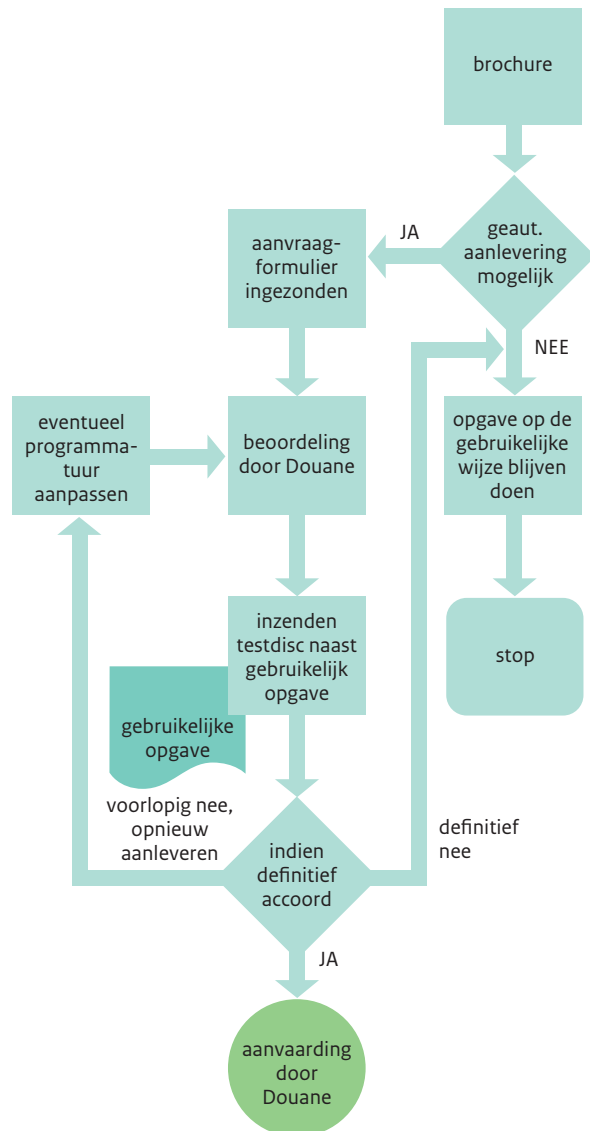 brochure
geaut.
aanlevering
mogelijk
JA
aanvraag-
formulier
ingezonden
NEE
eventueel
programma-
tuur
aanpassen
beoordeling
door Douane
opgave op de
gebruikelijke
wijze blijven
doen
inzenden
testdisc naast
gebruikelijk
opgave
stop
gebruikelijke
opgave
voorlopig nee,
opnieuw
aanleveren
indien
definitief
accoord
definitief
nee
JA
aanvaarding
door
Douane